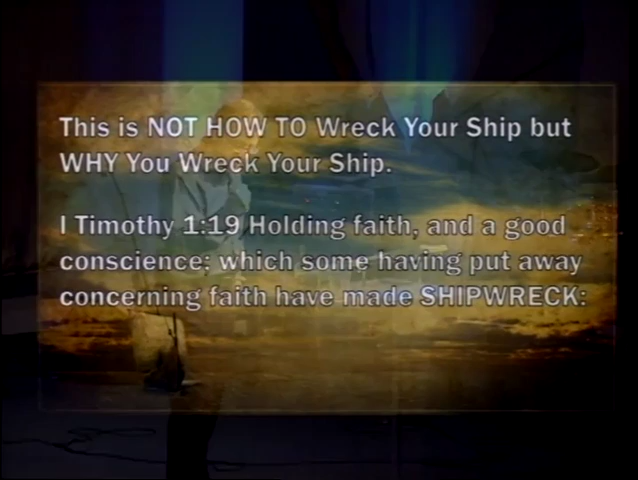 This is NOT HOW TO Wreck Your Ship but
WHY You Wreck Your Ship.
I Timothy 1:19 Holding faith, and a good
conscience; which some having put away
concerning faith have made SHIPWRECK: